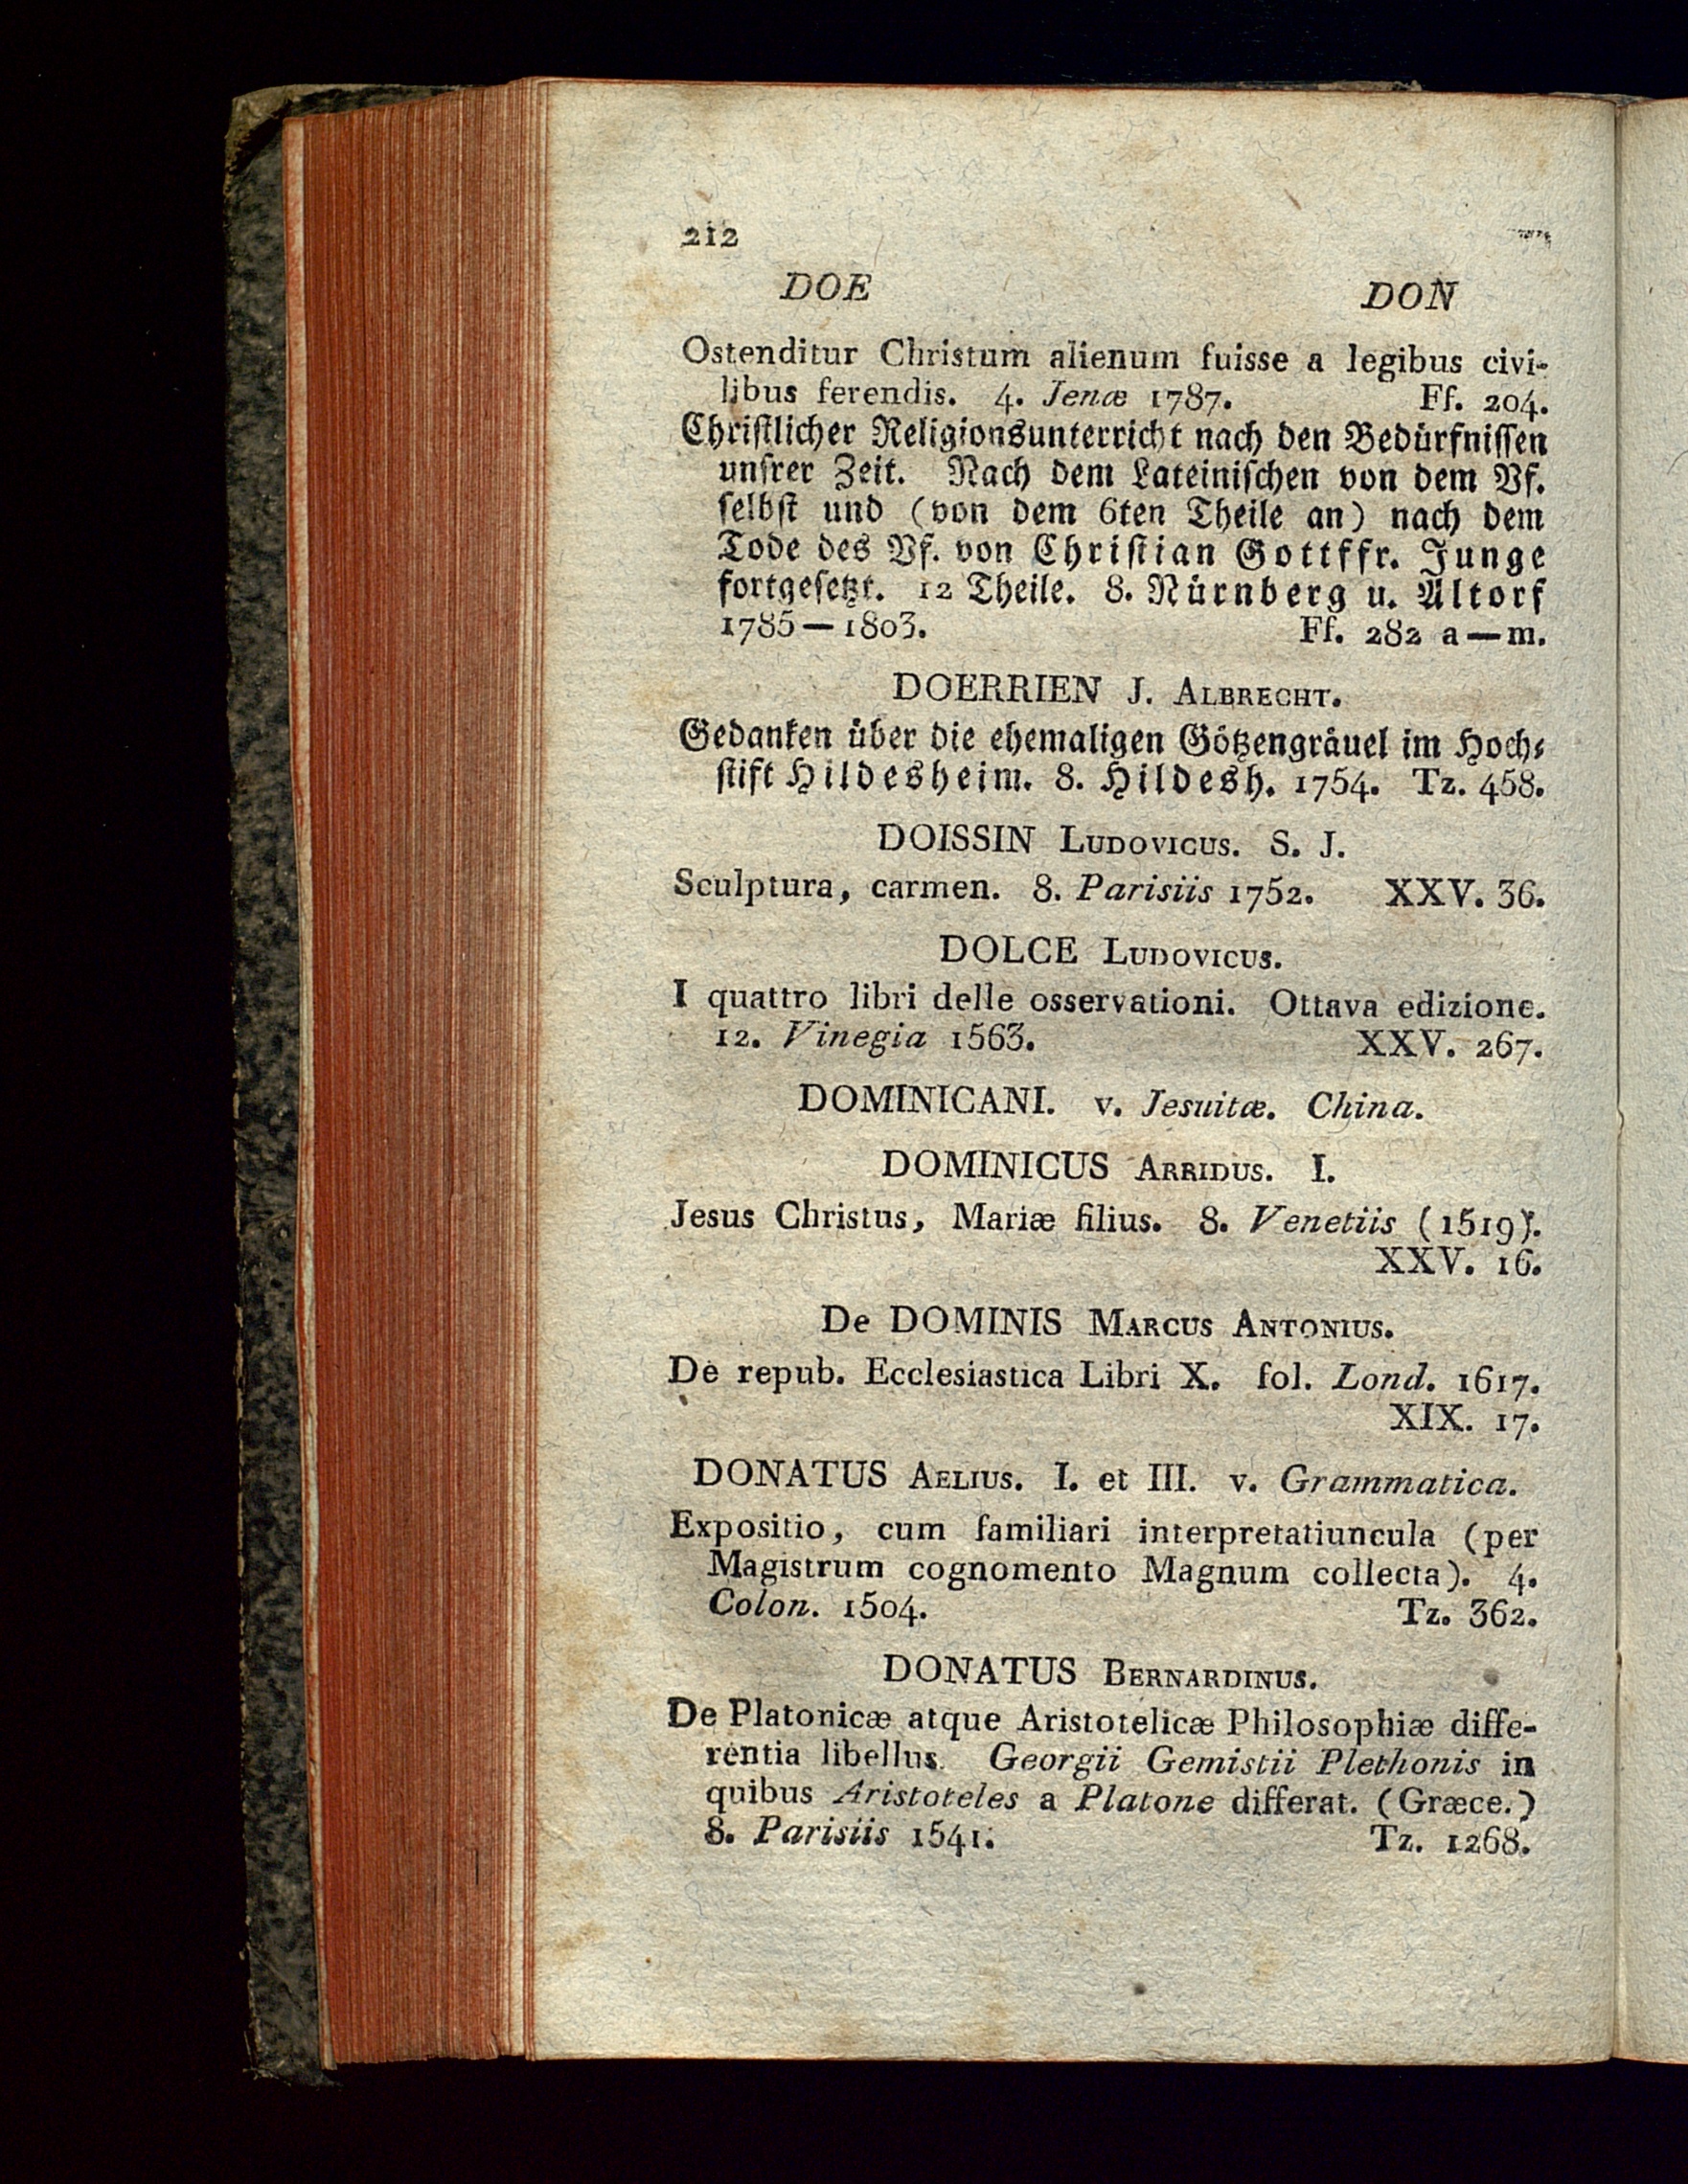 212
DOE DON
Ostenditur Christum alienum fuisse a legibus civi-
libus ferendis. 4. Jenæ 1787. Ff. 204.
Chriſtlicher Religionsunterricht nach den Bedürfniſſen
unſrer Zeit. Nach dem Lateiniſchen von dem Vf.
ſelbſt und (von dem 6ten Theile an) nach dem
Tode des Vf. von Chriſtian Gottffr. Junge
fortgeſetzt. 12 Theile. 8. Nürnberg u. Altorf
1785—1803. Ff. 282 a—m.
DOERRIEN J. ALBRECHT.
Gedanken über die ehemaligen Götzengräuel im Hoch-
ſtift Hildesheim. 8. Hildesh. 1754. Tz. 458.
DOISSIN LUDOVICUS. S. J.
Sculptura, carmen. 8. Parisiis 1752. XXV. 36.
DOLCE LUDOVICUS.
I quattro libri delle osservationi. Ottava edizione.
12. Vinegia 1563. XXV. 267.
DOMINICANI. v. Jesuitæ. China.
DOMINICUS ARRIDUS. I.
Jesus Christus, Mariæ filius. 8. Venetiis (1519).
XXV. 16.
De DOMINIS MARCUS ANTONIUS.
De repub. Ecclesiastica Libri X. fol. Lond. 1617.
XIX. 17.
DONATUS AELIUS. I. et III. v. Grammatica.
Expositio, cum familiari interpretatiuncula (per
Magistrum cognomento Magnum collecta). 4.
Colon. 1504. Tz. 362.
DONATUS BERNARDINUS.
De Platonicæ atque Aristotelicæ Philosophiæ diffe-
rentia libellus. Georgii Gemistii Plethonis in
quibus Aristoteles a Platone differat. (Græce.)
8. Parisiis 1541. Tz. 1268.